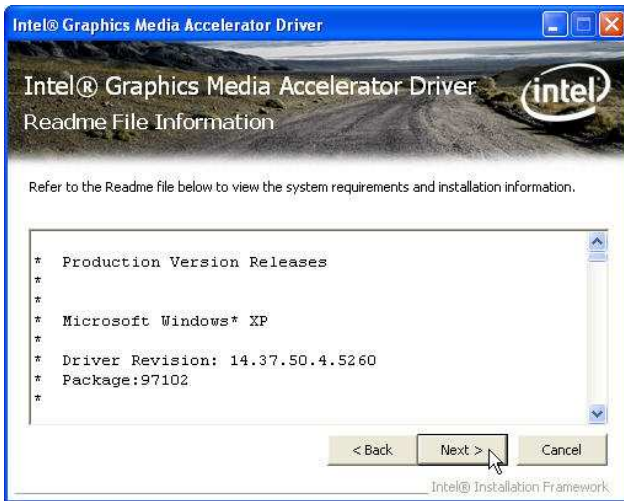 Intel® Graphics Media Accelerator Driver
Intel® Graphics Media Accelerator Driver
Readme File Information
intel
Refer to the Readme file below to view the system requirements and installation information.
* Production Version Releases
*
*
* Microsoft Windows* XP
*
* Driver Revision: 14.37.50.4.5260
* Package:97102
*
< Back Next > Cancel
Intel® Installation Framework